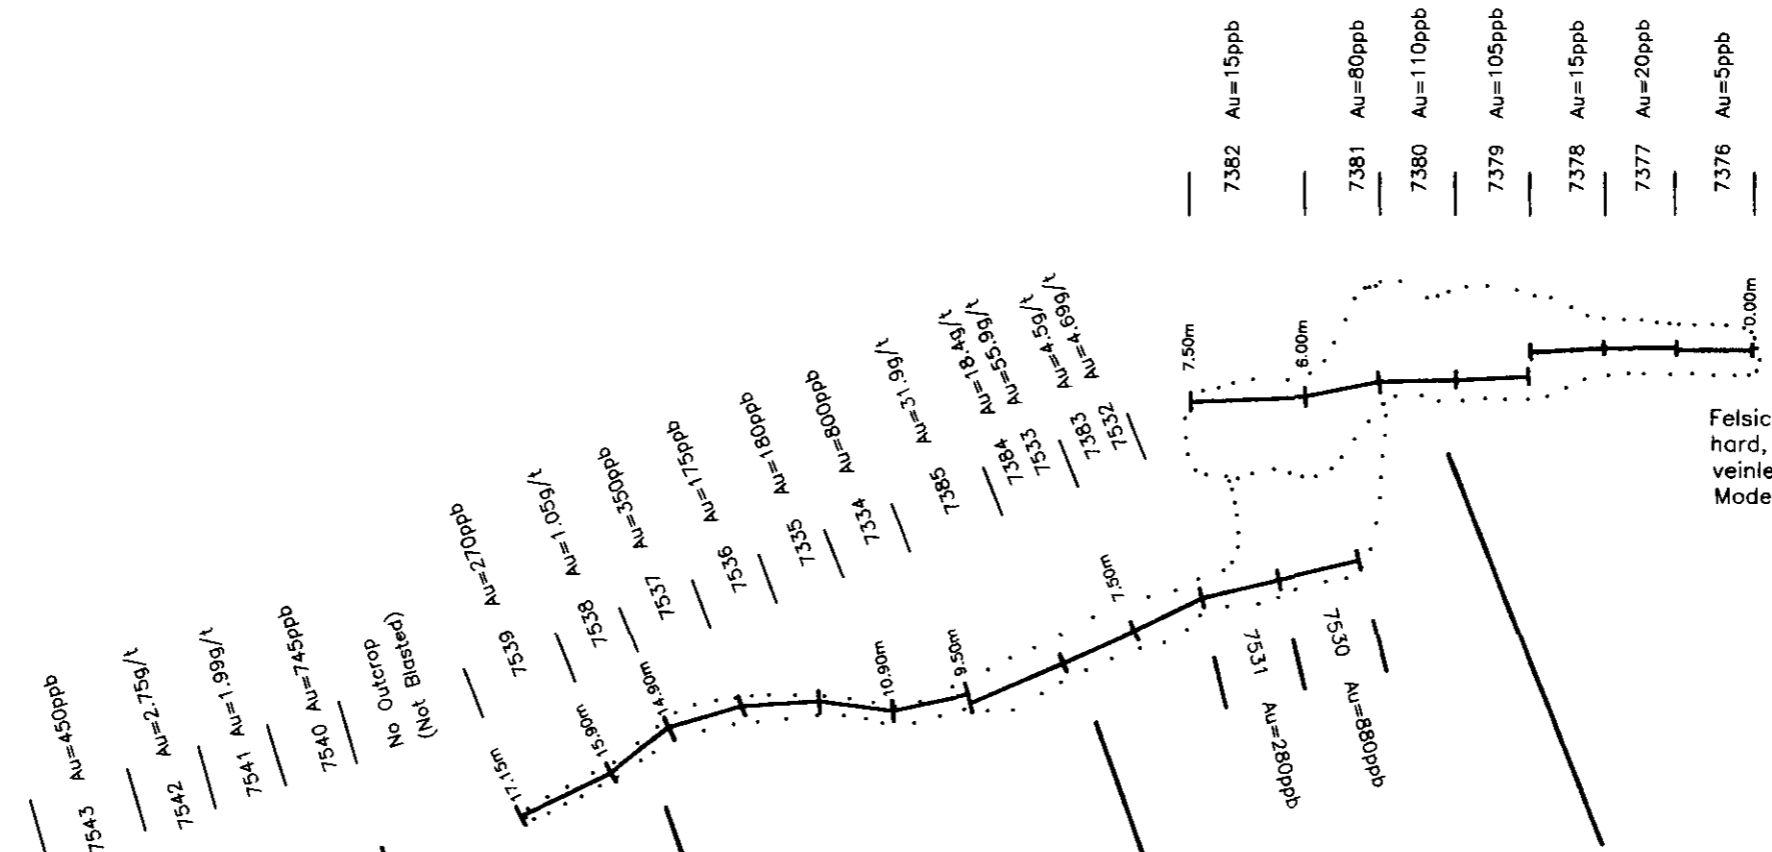 7382 Au=15ppb
7381 Au=80ppb
7380 Au=110ppb
7379 Au=105ppb
7378 Au=15ppb
7377 Au=20ppb
7376 Au=5ppb
7.50m
6.00m
0.00m
Felsic
hard,
veinle
Mode
7543 Au=450ppb
7542 Au=2.75g/t
7541 Au=1.99g/t
7540 Au=745ppb
No Outcrop
(Not Blasted)
7539 Au=270ppb
7538 Au=1.05g/t
7537 Au=350ppb
7536 Au=175ppb
7335 Au=180ppb
7334 Au=800ppb
7385 Au=31.9g/t
7384 Au=18.4g/t
7533 Au=55.9g/t
7383 Au=4.5g/t
7532 Au=4.69g/t
17.15m
15.90m
14.90m
10.90m
9.50m
7.50m
7531 Au=280ppb
7530 Au=880ppb